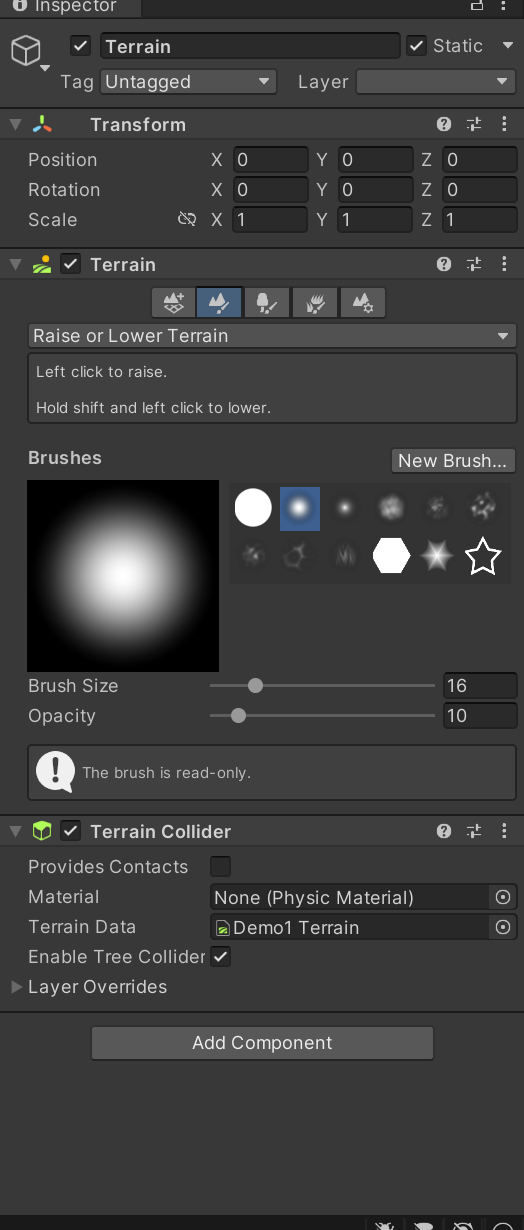 Inspector
Terrain
Static
Tag Untagged Layer
Transform
Position X 0 Y 0 Z 0
Rotation X 0 Y 0 Z 0
Scale X 1 Y 1 Z 1
Terrain
Raise or Lower Terrain
Left click to raise.
Hold shift and left click to lower.
Brushes
New Brush...
Brush Size 16
Opacity 10
The brush is read-only.
Terrain Collider
Provides Contacts
Material None (Physic Material)
Terrain Data Demo1 Terrain
Enable Tree Collider
Layer Overrides
Add Component